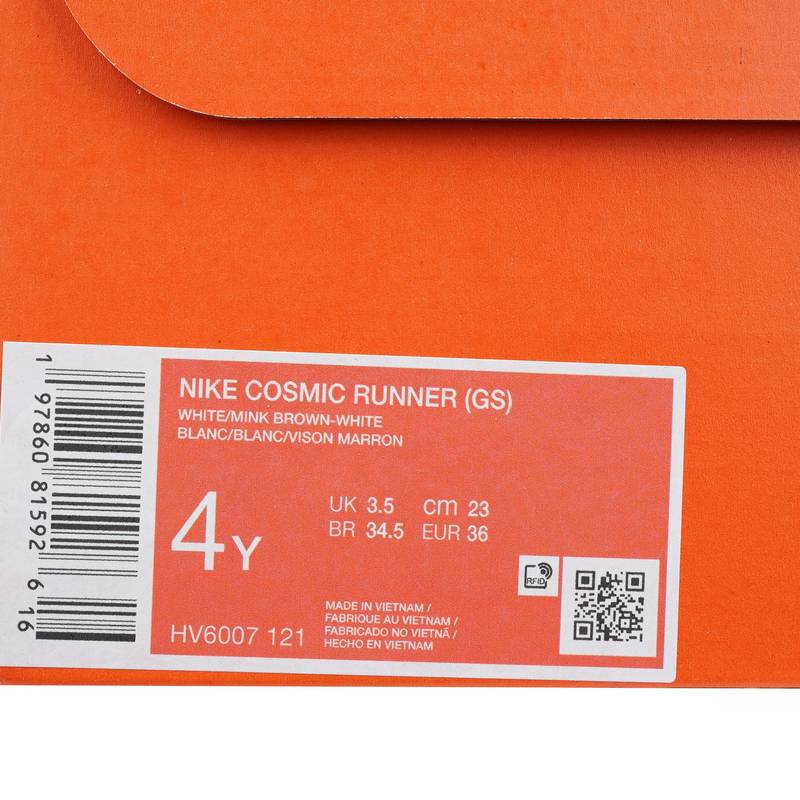 NIKE COSMIC RUNNER (GS)
WHITE/MINK BROWN-WHITE
BLANC/BLANC/VISON MARRON
4Y
UK 3.5 cm 23
BR 34.5 EUR 36
RFID
HV6007 121
MADE IN VIETNAM /
FABRIQUE AU VIETNAM /
FABRICADO NO VIETNÃ /
HECHO EN VIETNAM
1 97860 81592 6 16